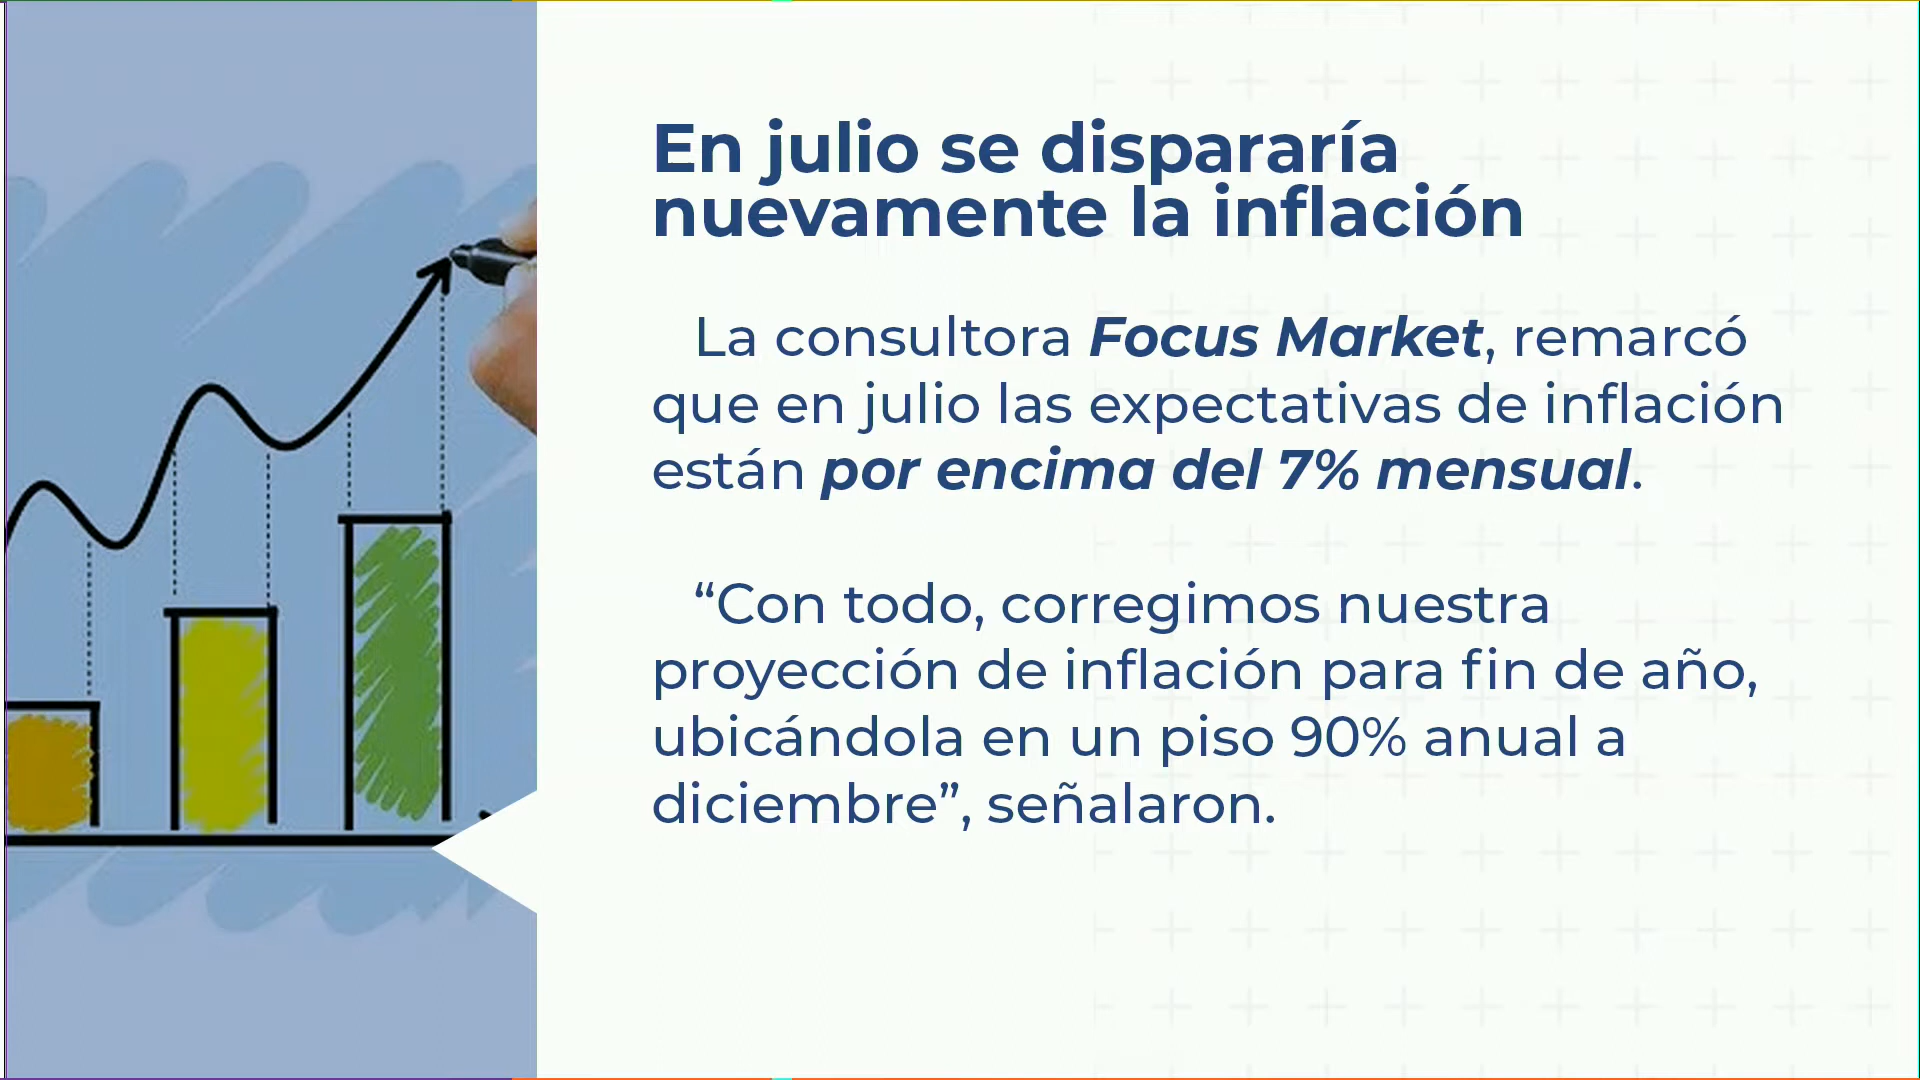 En julio se dispararía
nuevamente la inflación
La consultora Focus Market, remarcó
que en julio las expectativas de inflación
están por encima del 7% mensual.
“Con todo, corregimos nuestra
proyección de inflación para fin de año,
ubicándola en un piso 90% anual a
diciembre”, señalaron.